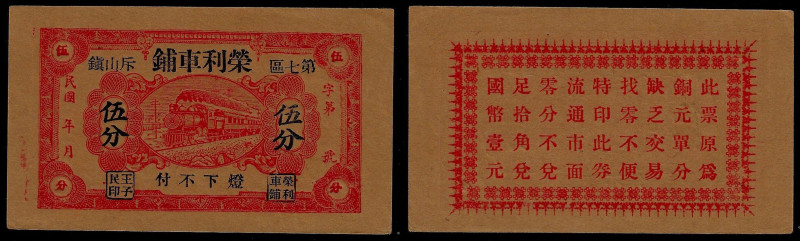 伍
伍
第七區
榮利車鋪
斥山鎮
字第 號
伍分
伍分
民國 年 月
燈下不付
榮利
車鋪
王子
民印
分
分
此票原爲
銅元單分
缺乏交易
找零不便
特印此券
流通市面
零分不兌
足拾角兌
國幣壹元